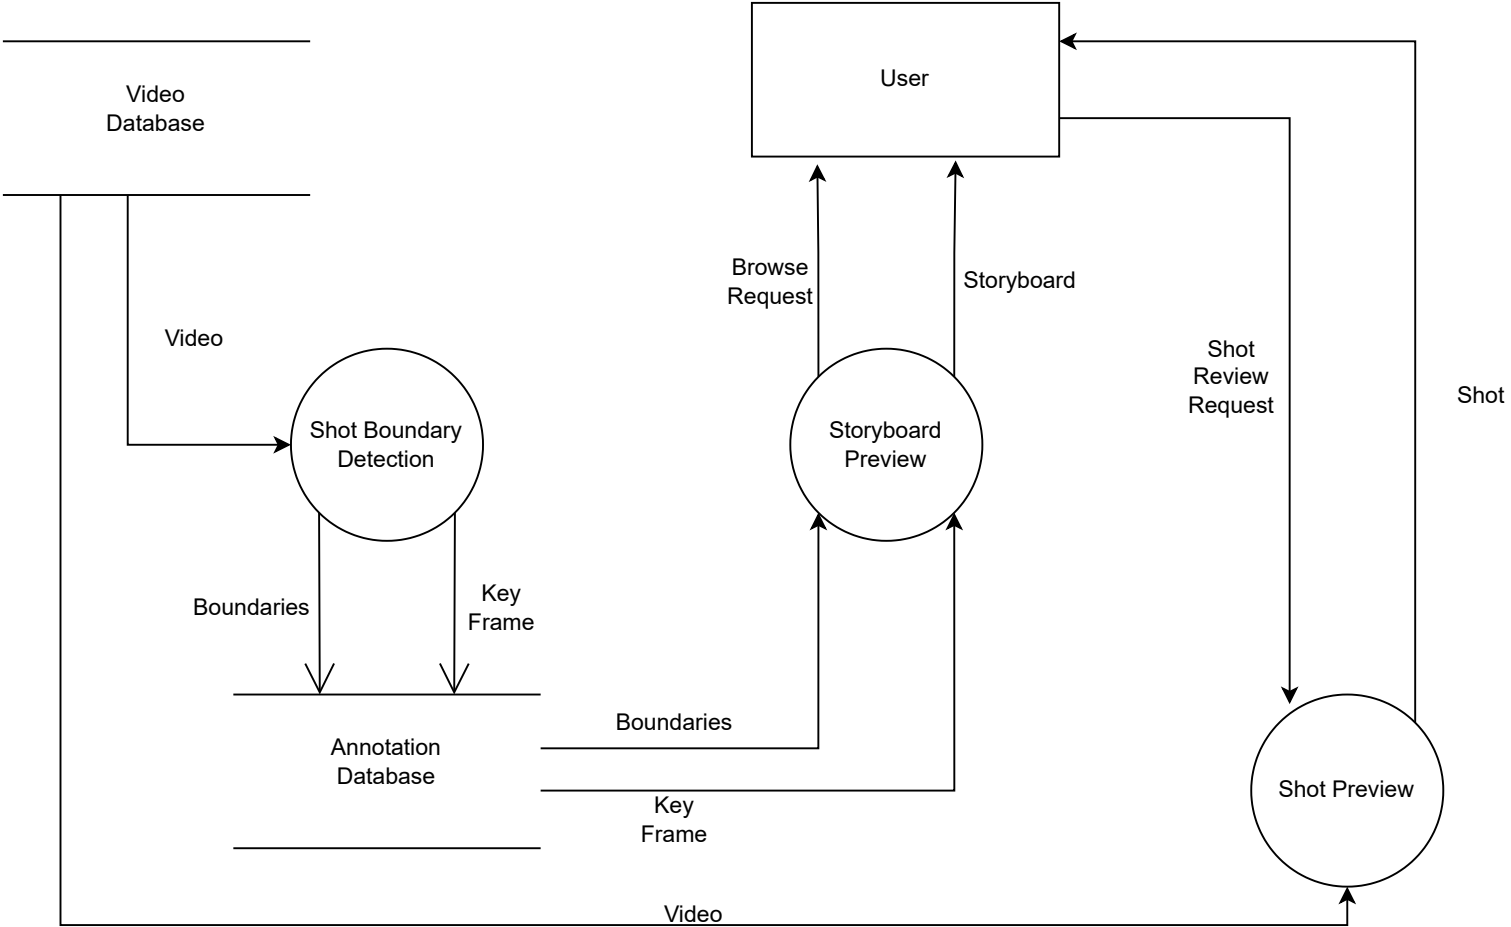 User
Video
Database
Browse
Request
Storyboard
Video
Shot
Review
Request
Shot
Shot Boundary
Detection
Storyboard
Preview
Boundaries
Key
Frame
Boundaries
Annotation
Database
Key
Frame
Shot Preview
Video